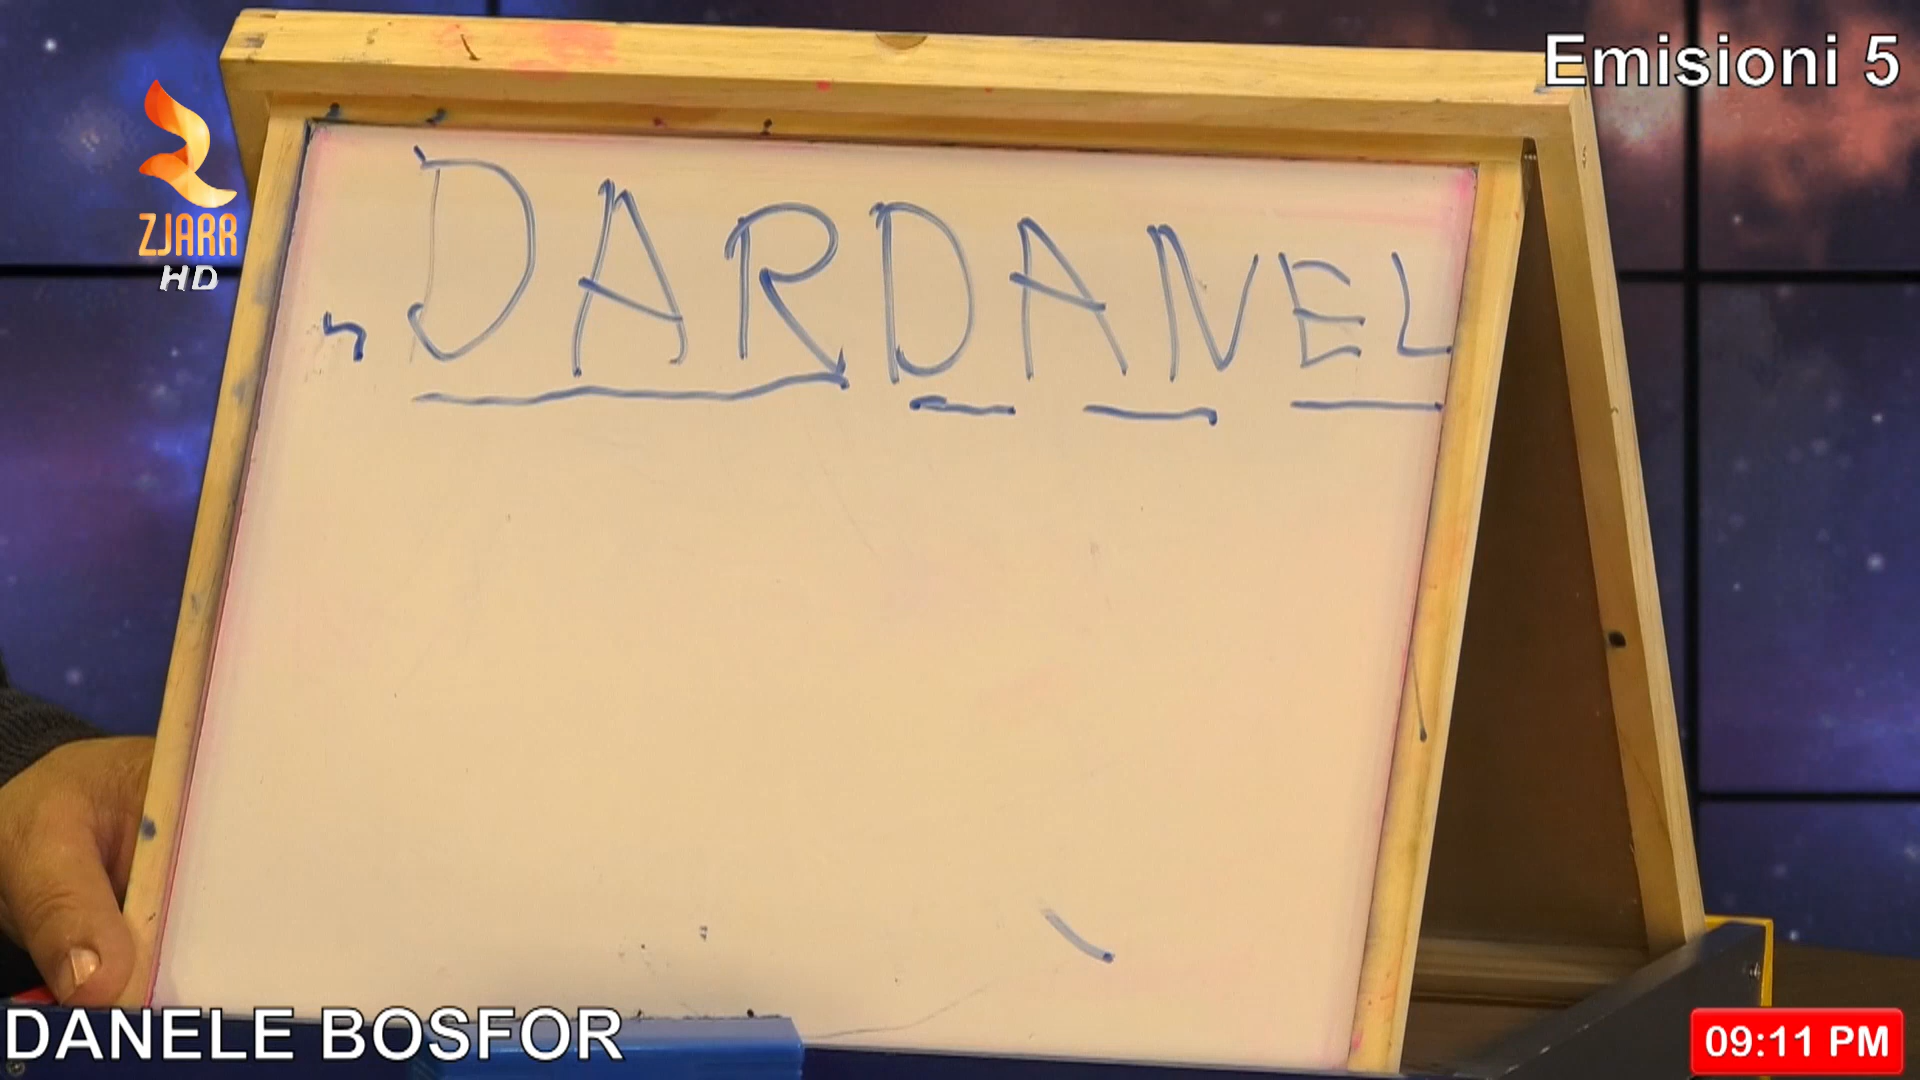 Emisioni 5
ZJARR
HD
DARDANEL
DANELE BOSFOR
09:11 PM